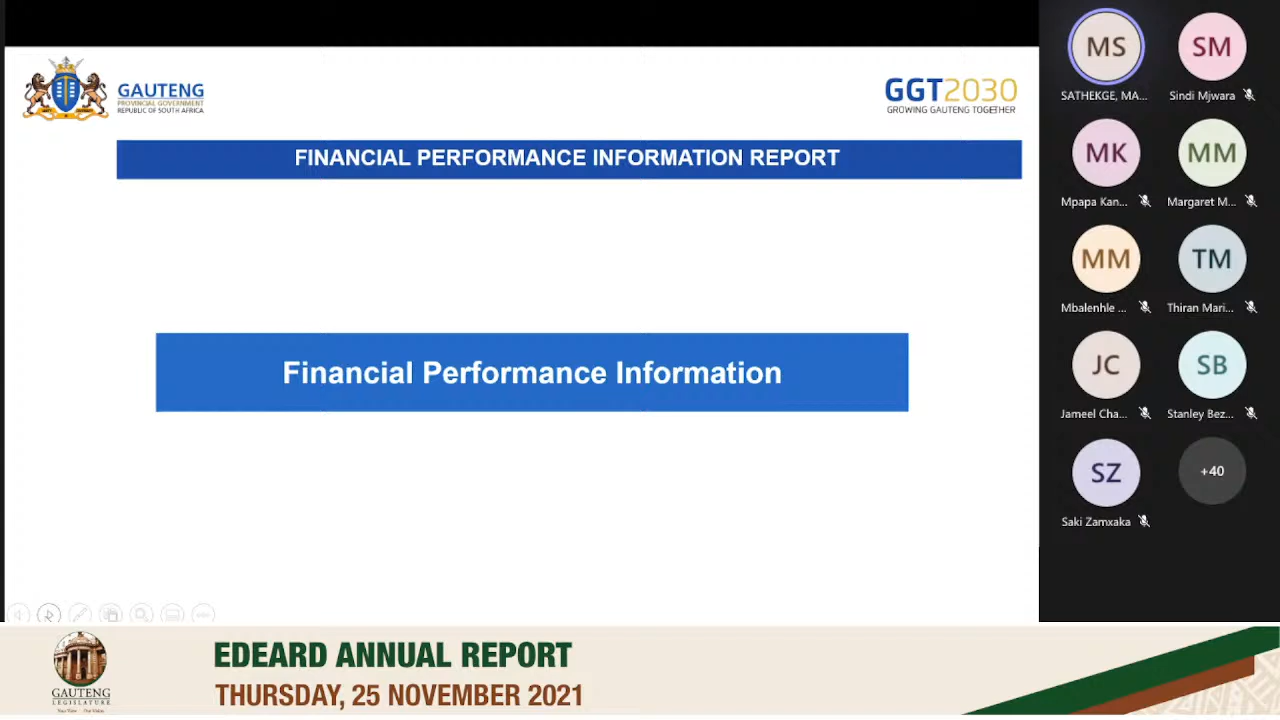 GAUTENG
PROVINCIAL GOVERNMENT
REPUBLIC OF SOUTH AFRICA
GGT2030
GROWING GAUTENG TOGETHER
FINANCIAL PERFORMANCE INFORMATION REPORT
Financial Performance Information
MS
SM
SATHEKGE, MA...
Sindi Mjwara
MK
MM
Mpapa Kan...
Margaret M...
MM
TM
Mbalenhle ...
Thiran Mari...
JC
SB
Jameel Cha...
Stanley Bez...
SZ
+40
Saki Zamxaka
EDEARD ANNUAL REPORT
THURSDAY, 25 NOVEMBER 2021
GAUTENG
LEGISLATURE